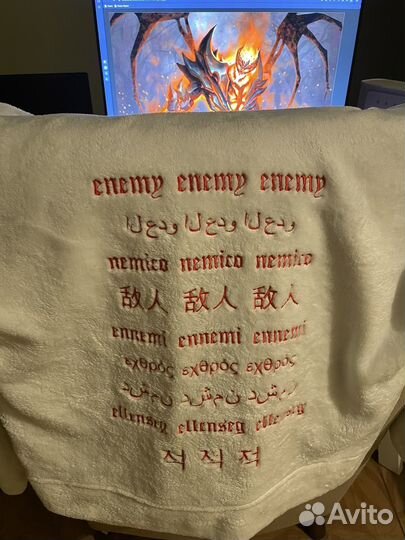 enemy enemy enemy
العدو العدو العدو
nemico nemico nemico
敌人 敌人 敌人
ennemi ennemi ennemi
εχθρός εχθρός εχθρός
دشمن دشمن دشمن
ellenség ellenség ellenség
적 적 적
Avito